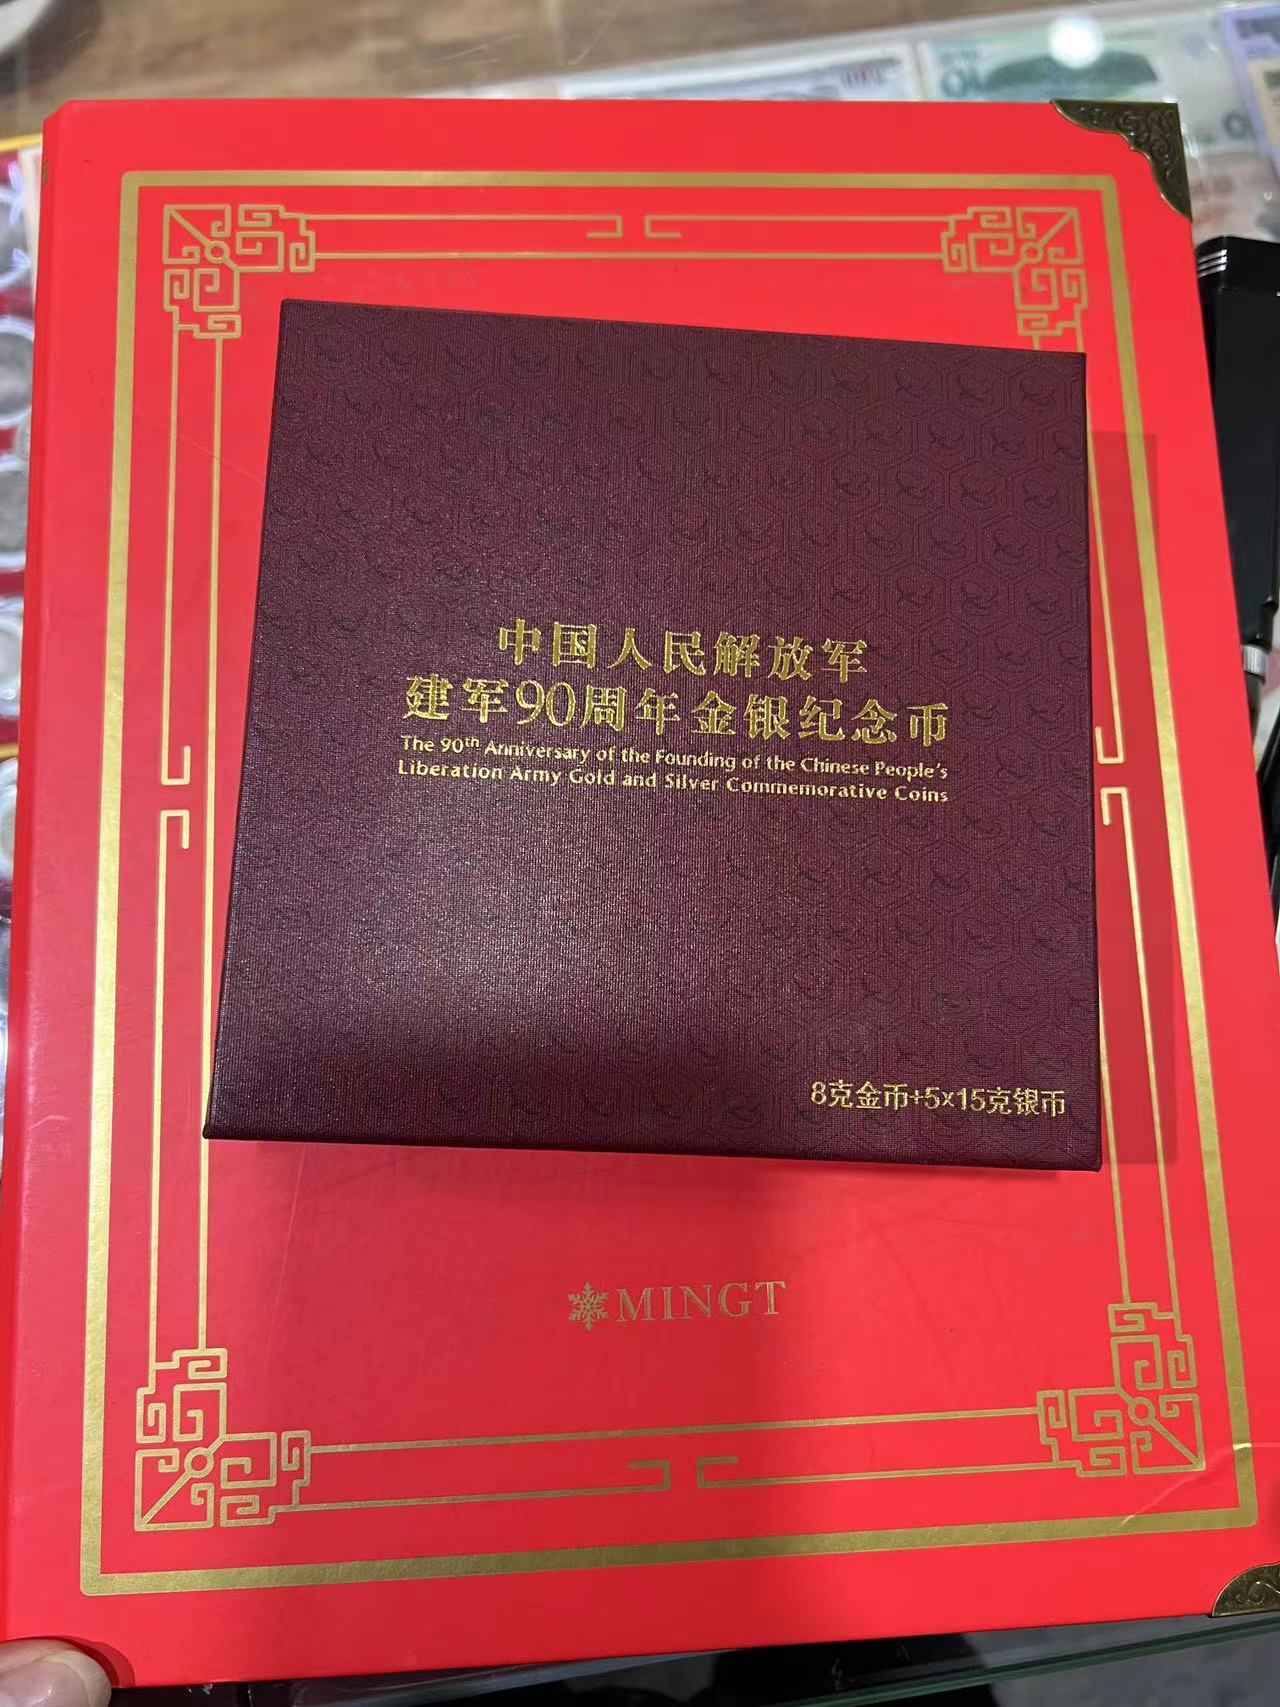 中国人民解放军
建军90周年金银纪念币
The 90th Anniversary of the Founding of the Chinese People's
Liberation Army Gold and Silver Commemorative Coins
8克金币+5×15克银币
MINGT